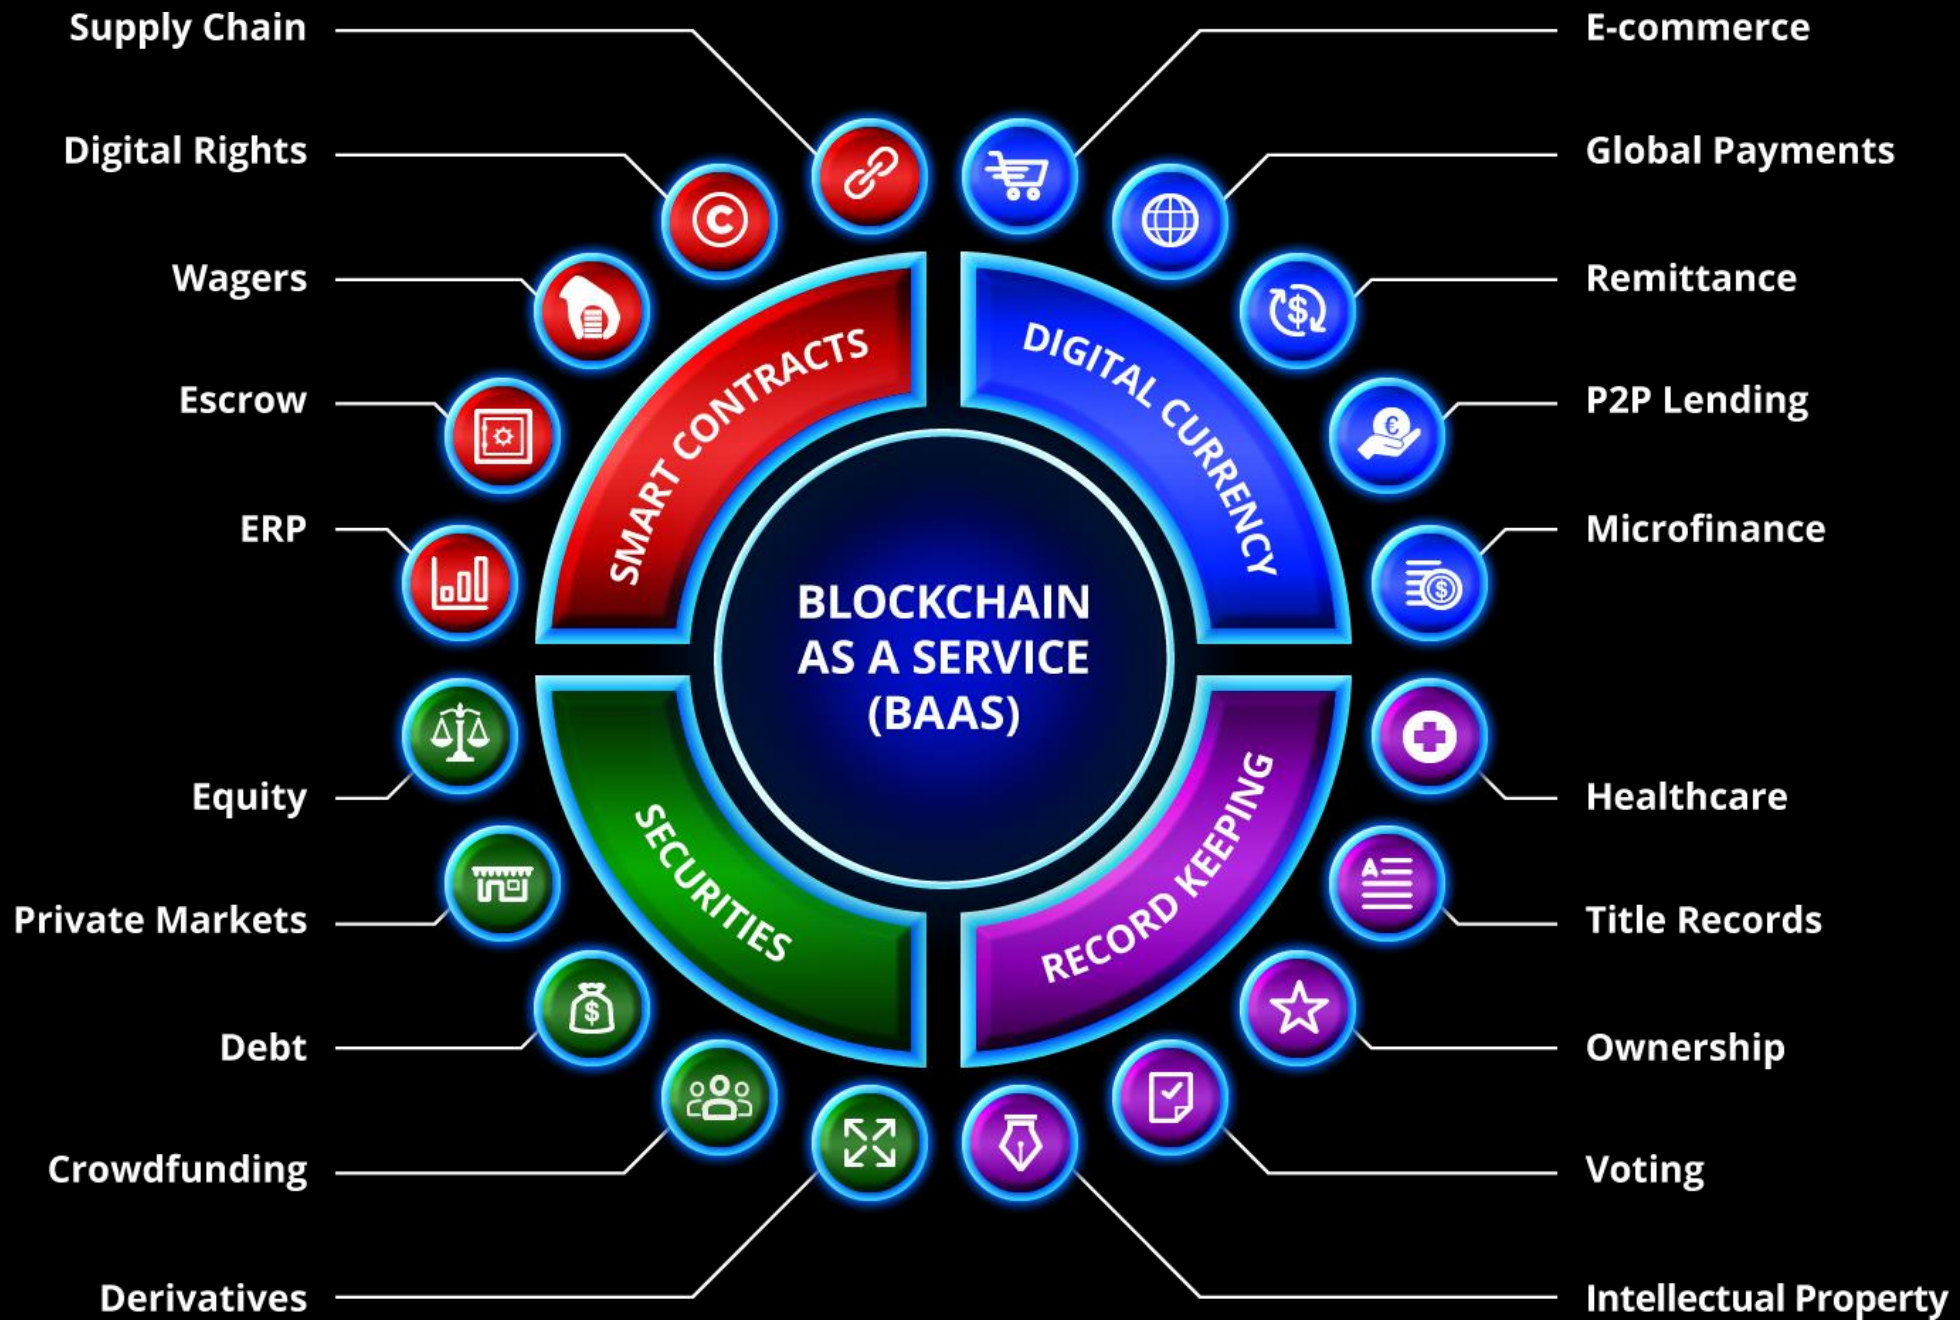 Supply Chain
Digital Rights
Wagers
Escrow
ERP
Equity
Private Markets
Debt
Crowdfunding
Derivatives
SMART CONTRACTS
DIGITAL CURRENCY
BLOCKCHAIN
AS A SERVICE
(BAAS)
SECURITIES
RECORD KEEPING
E-commerce
Global Payments
Remittance
P2P Lending
Microfinance
Healthcare
Title Records
Ownership
Voting
Intellectual Property
C
$
€
$
A
$